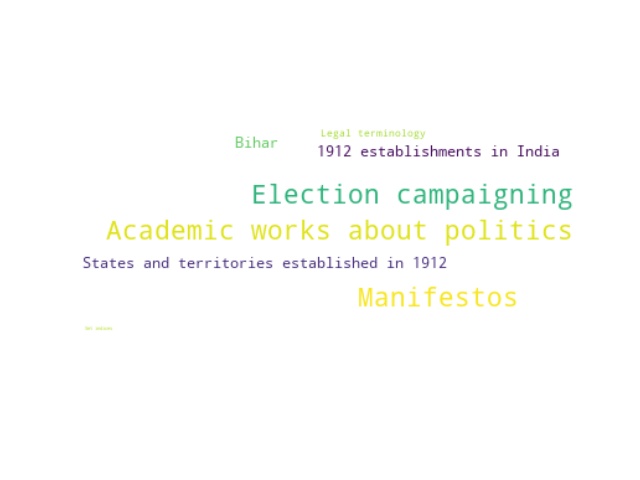 Legal terminology
Bihar
1912 establishments in India
Election campaigning
Academic works about politics
States and territories established in 1912
Manifestos